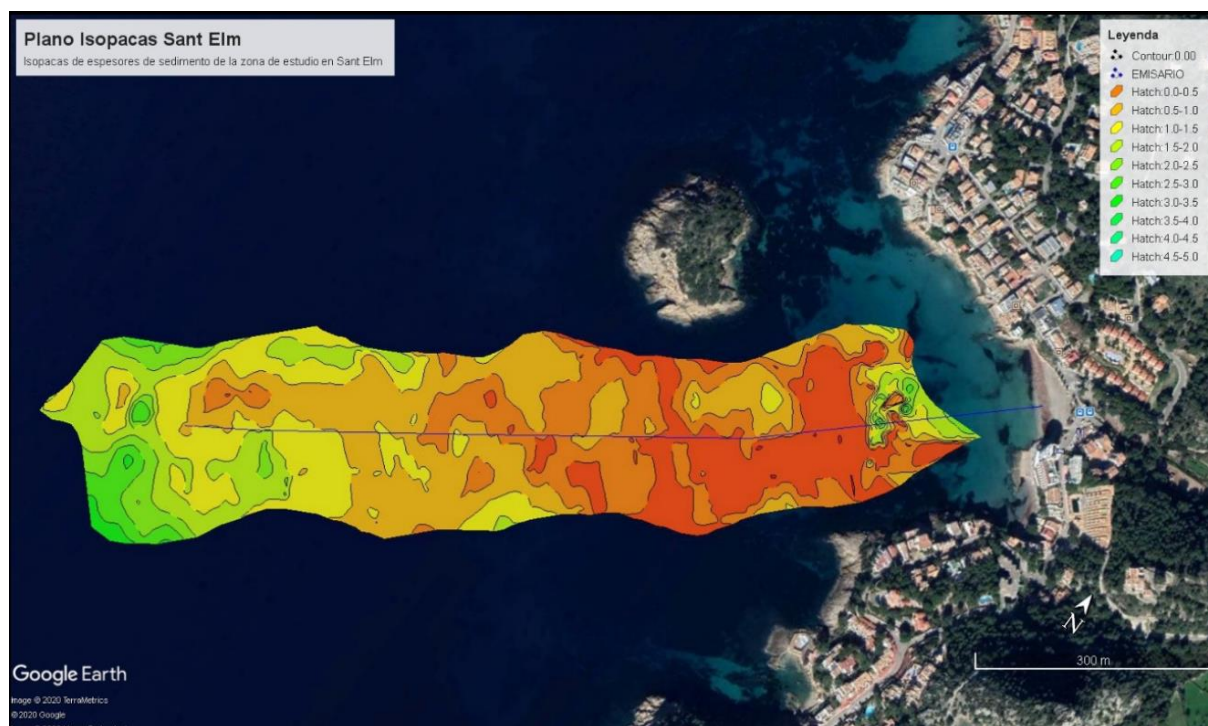 Plano Isopacas Sant Elm
Isopacas de espesores de sedimento de la zona de estudio en Sant Elm
Leyenda
Contour:0.00
EMISARIO
Hatch:0.0-0.5
Hatch:0.5-1.0
Hatch:1.0-1.5
Hatch:1.5-2.0
Hatch:2.0-2.5
Hatch:2.5-3.0
Hatch:3.0-3.5
Hatch:3.5-4.0
Hatch:4.0-4.5
Hatch:4.5-5.0
N
300 m
Google Earth
Image © 2020 TerraMetrics
© 2020 Google